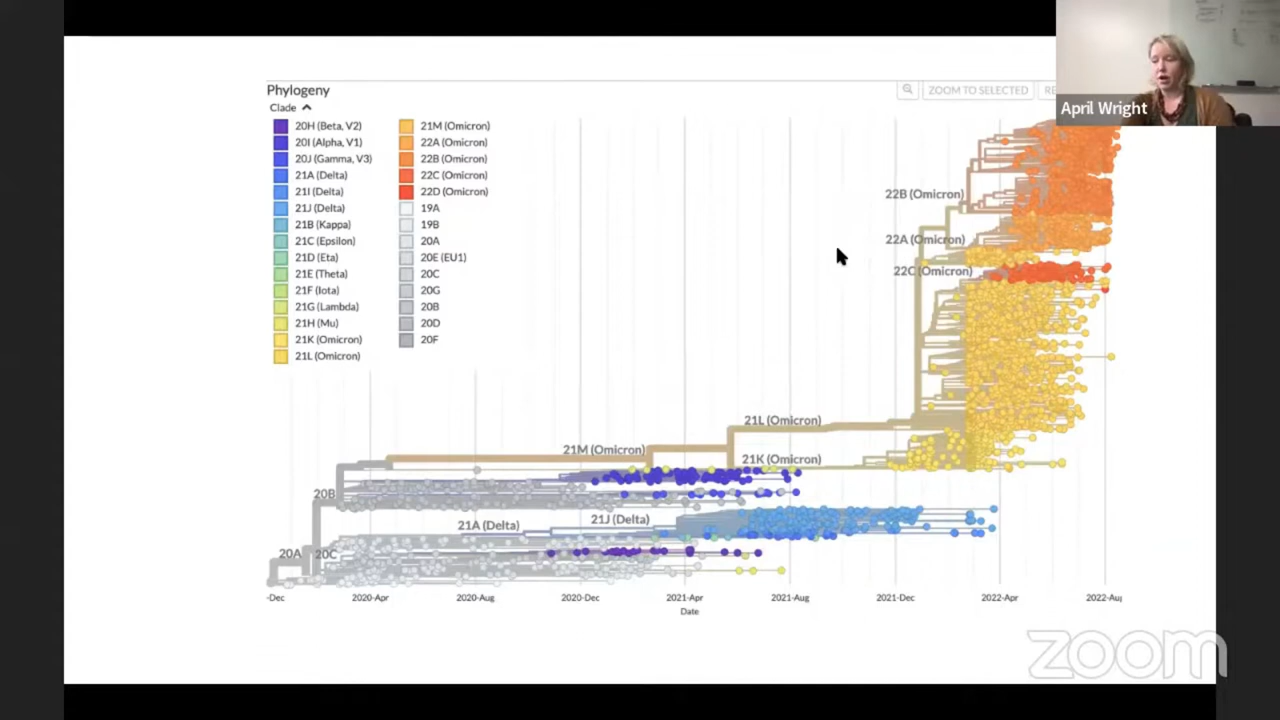 Phylogeny
ZOOM TO SELECTED
RE
Clade
20H (Beta, V2)
20I (Alpha, V1)
20J (Gamma, V3)
21A (Delta)
21I (Delta)
21J (Delta)
21B (Kappa)
21C (Epsilon)
21D (Eta)
21E (Theta)
21F (Iota)
21G (Lambda)
21H (Mu)
21K (Omicron)
21L (Omicron)
21M (Omicron)
22A (Omicron)
22B (Omicron)
22C (Omicron)
22D (Omicron)
19A
19B
20A
20E (EU1)
20C
20G
20B
20D
20F
April Wright
22B (Omicron)
22A (Omicron)
22C (Omicron)
21L (Omicron)
21M (Omicron)
21K (Omicron)
20B
21J (Delta)
21A (Delta)
20A
20C
-Dec
2020-Apr
2020-Aug
2020-Dec
2021-Apr
2021-Aug
2021-Dec
2022-Apr
2022-Aug
Date
zoom